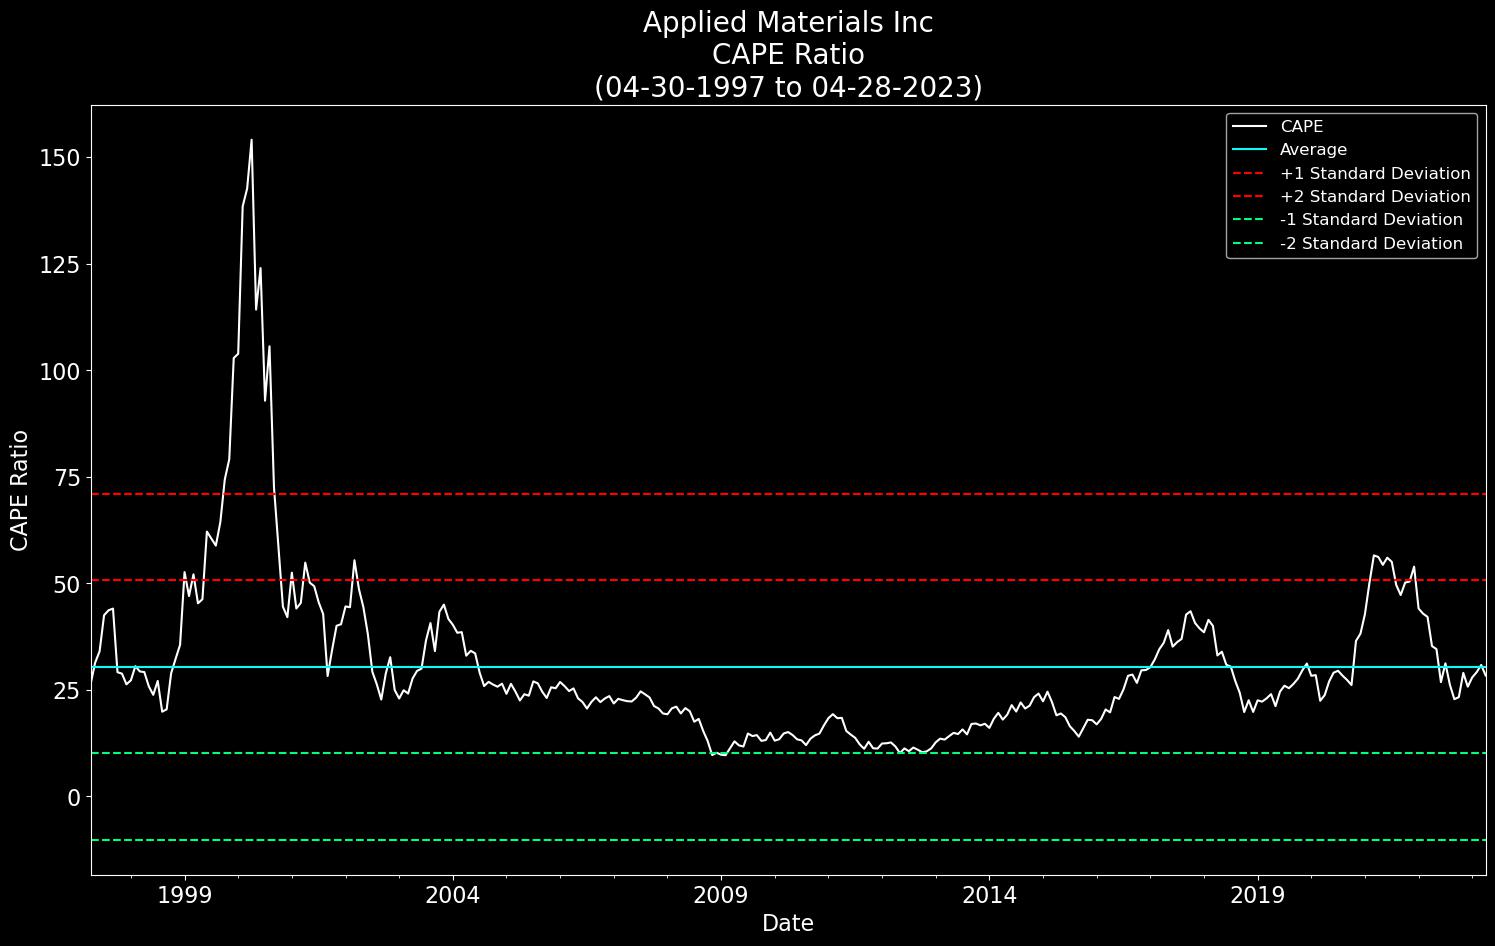 Applied Materials Inc
CAPE Ratio
(04-30-1997 to 04-28-2023)
CAPE
Average
+1 Standard Deviation
+2 Standard Deviation
-1 Standard Deviation
-2 Standard Deviation
CAPE Ratio
150
125
100
75
50
25
0
1999
2004
2009
2014
2019
Date